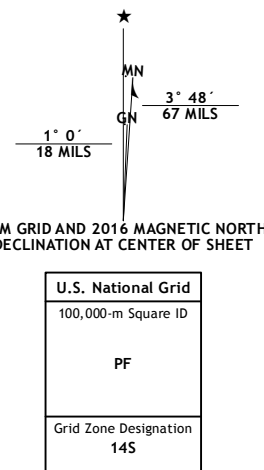 MN
GN
3° 48´
67 MILS
1° 0´
18 MILS
M GRID AND 2016 MAGNETIC NORTH
DECLINATION AT CENTER OF SHEET
U.S. National Grid
100,000-m Square ID
PF
Grid Zone Designation
14S